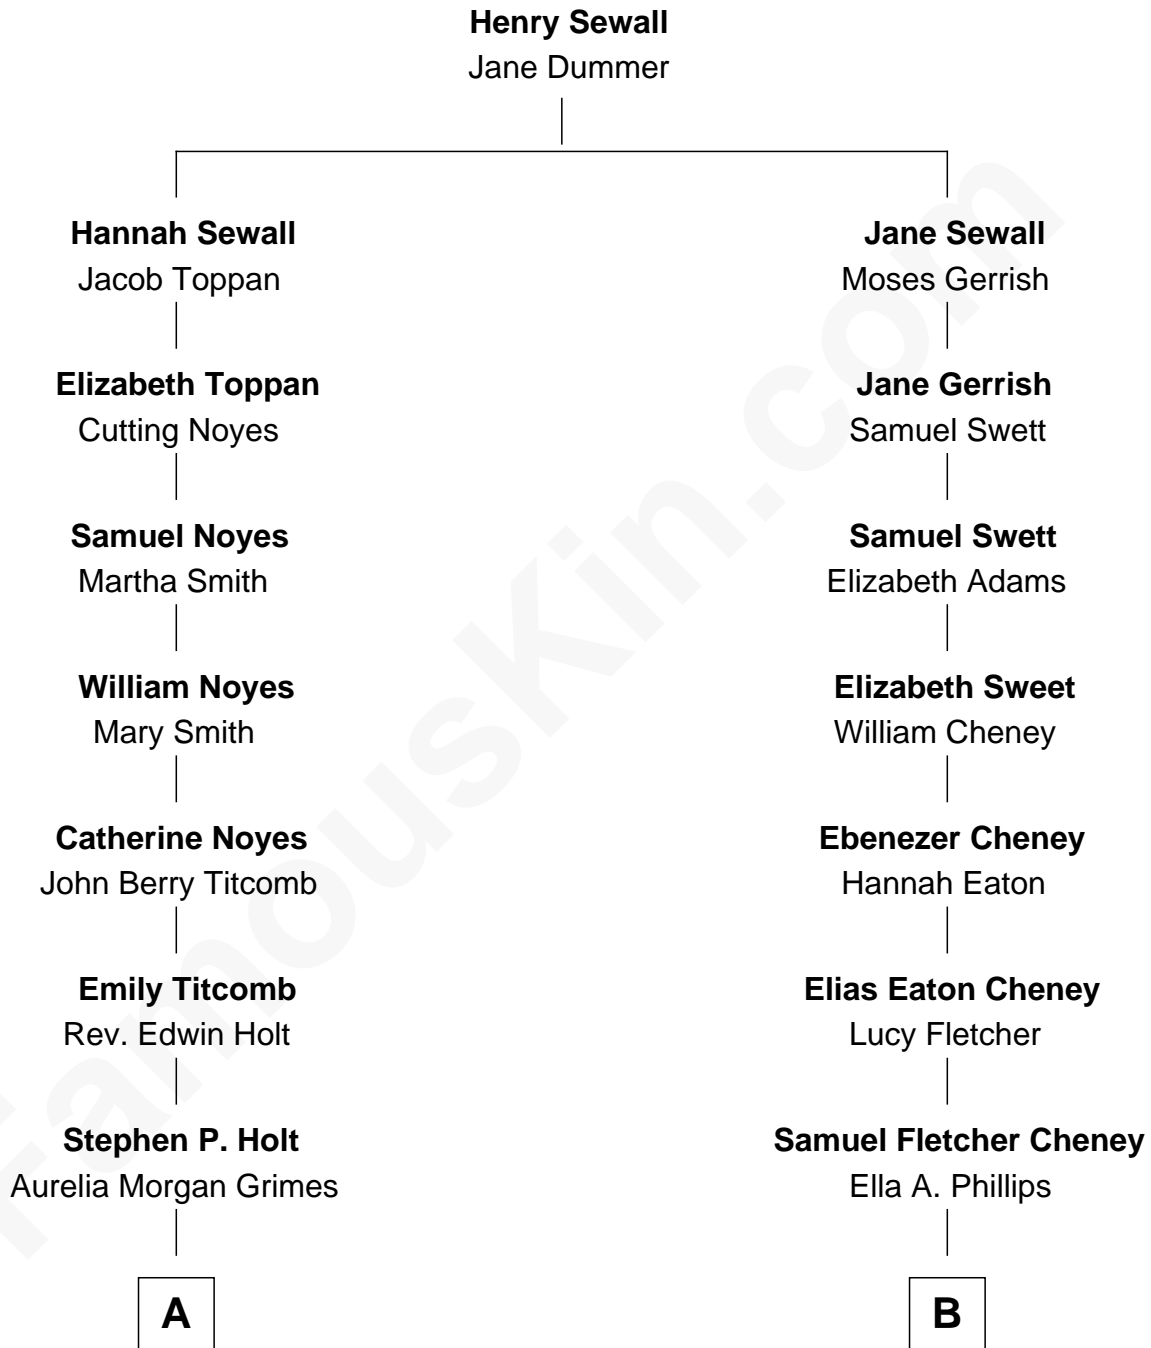 Henry Sewall
Jane Dummer
Hannah Sewall
Jacob Toppan
Jane Sewall
Moses Gerrish
Elizabeth Toppan
Cutting Noyes
Jane Gerrish
Samuel Swett
Samuel Noyes
Martha Smith
Samuel Swett
Elizabeth Adams
William Noyes
Mary Smith
Elizabeth Sweet
William Cheney
Catherine Noyes
John Berry Titcomb
Ebenezer Cheney
Hannah Eaton
Emily Titcomb
Rev. Edwin Holt
Elias Eaton Cheney
Lucy Fletcher
Stephen P. Holt
Aurelia Morgan Grimes
Samuel Fletcher Cheney
Ella A. Phillips
A
B
FamousKin.com